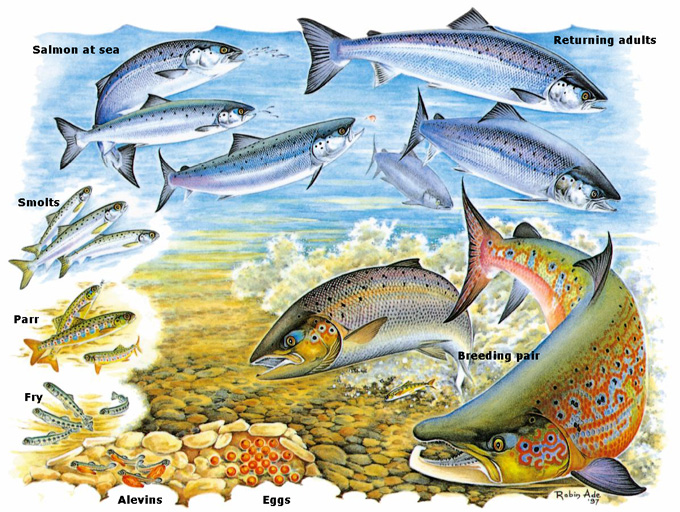 Salmon at sea
Returning adults
Smolts
Parr
Breeding pair
Fry
Alevins
Eggs
Robin Ade
'97